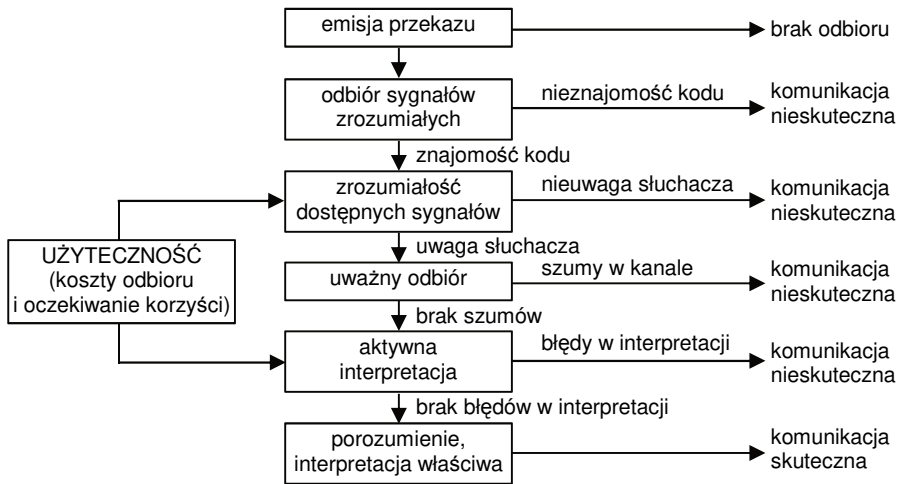 emisja przekazu
brak odbioru
odbiór sygnałów
zrozumiałych
nieznajomość kodu
komunikacja
nieskuteczna
znajomość kodu
zrozumiałość
dostępnych sygnałów
nieuwaga słuchacza
komunikacja
nieskuteczna
uwaga słuchacza
UŻYTECZNOŚĆ
(koszty odbioru
i oczekiwanie korzyści)
uważny odbiór
szumy w kanale
komunikacja
nieskuteczna
brak szumów
aktywna
interpretacja
błędy w interpretacji
komunikacja
nieskuteczna
brak błędów w interpretacji
porozumienie,
interpretacja właściwa
komunikacja
skuteczna